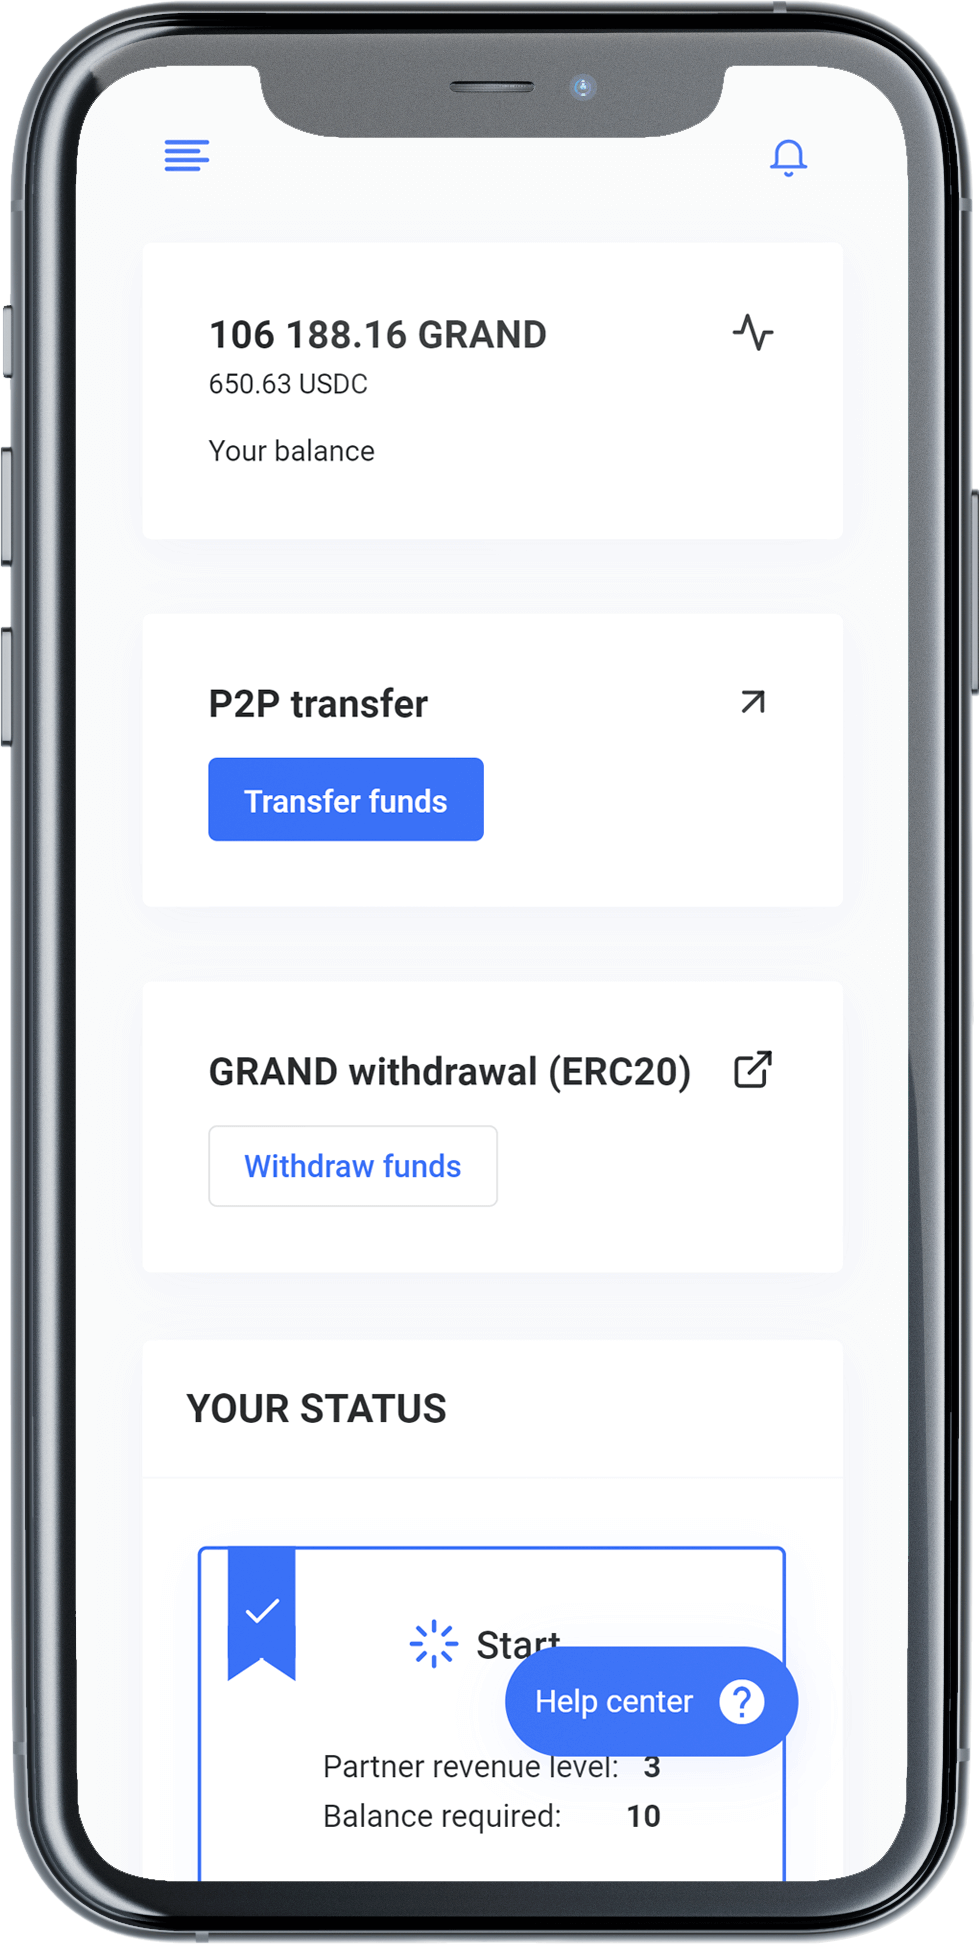 106 188.16 GRAND
650.63 USDC
Your balance
P2P transfer
Transfer funds
GRAND withdrawal (ERC20)
Withdraw funds
YOUR STATUS
Start
Help center ?
Partner revenue level: 3
Balance required: 10